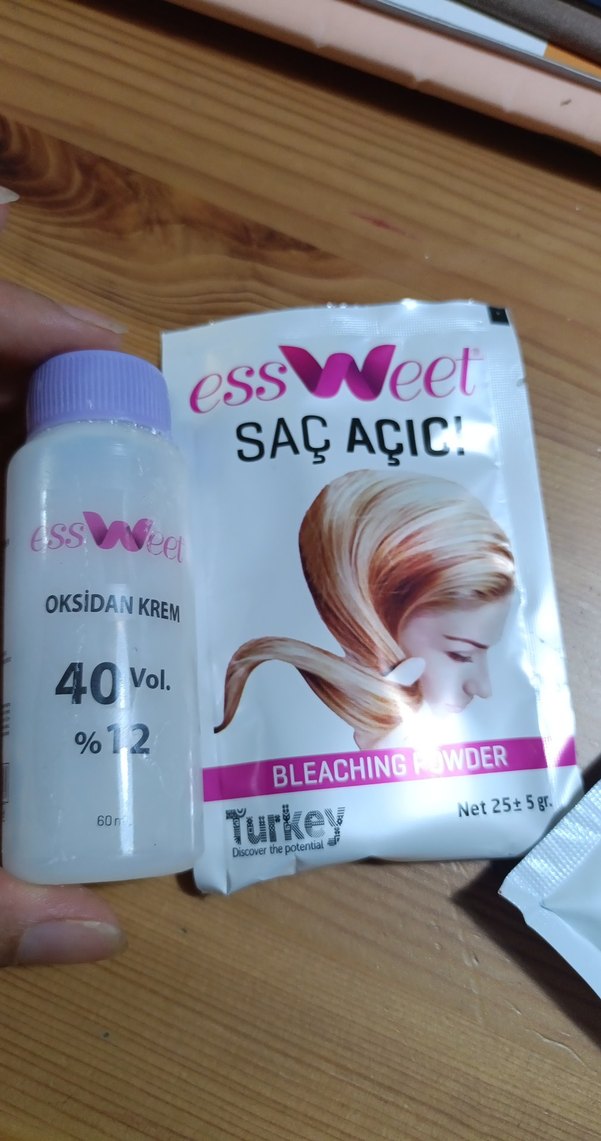 essWeet
OKSİDAN KREM
40 Vol.
%12
essWeet
SAÇ AÇICI
BLEACHING POWDER
Turkey
Discover the potential
Net 25± 5 gr.